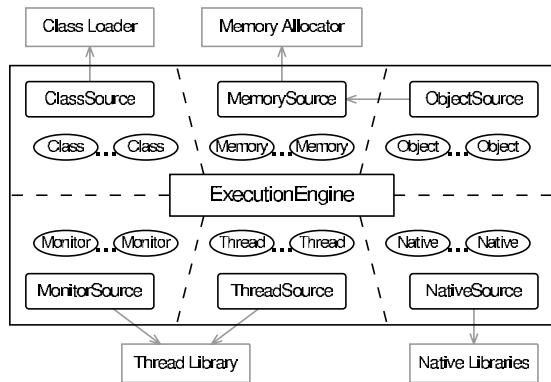 Class Loader
Memory Allocator
ClassSource
MemorySource
ObjectSource
Class ... Class
Memory ... Memory
Object ... Object
ExecutionEngine
Monitor ... Monitor
Thread ... Thread
Native ... Native
MonitorSource
ThreadSource
NativeSource
Thread Library
Native Libraries